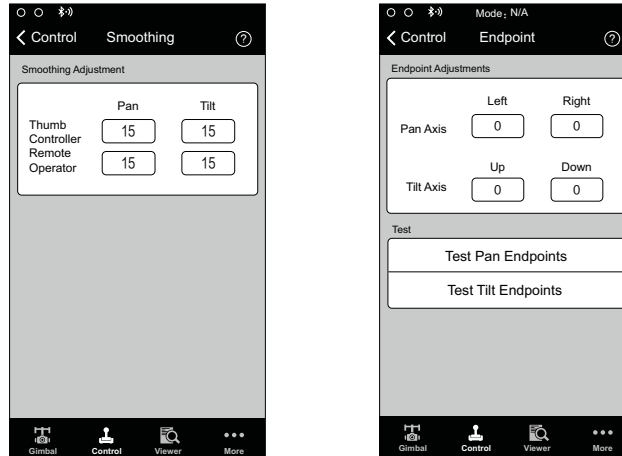 Control Smoothing ?
Smoothing Adjustment
Pan Tilt
Thumb
Controller
15 15
Remote
Operator
15 15
Gimbal Control Viewer More
Mode: N/A
Control Endpoint ?
Endpoint Adjustments
Left Right
Pan Axis 0 0
Up Down
Tilt Axis 0 0
Test
Test Pan Endpoints
Test Tilt Endpoints
Gimbal Control Viewer More